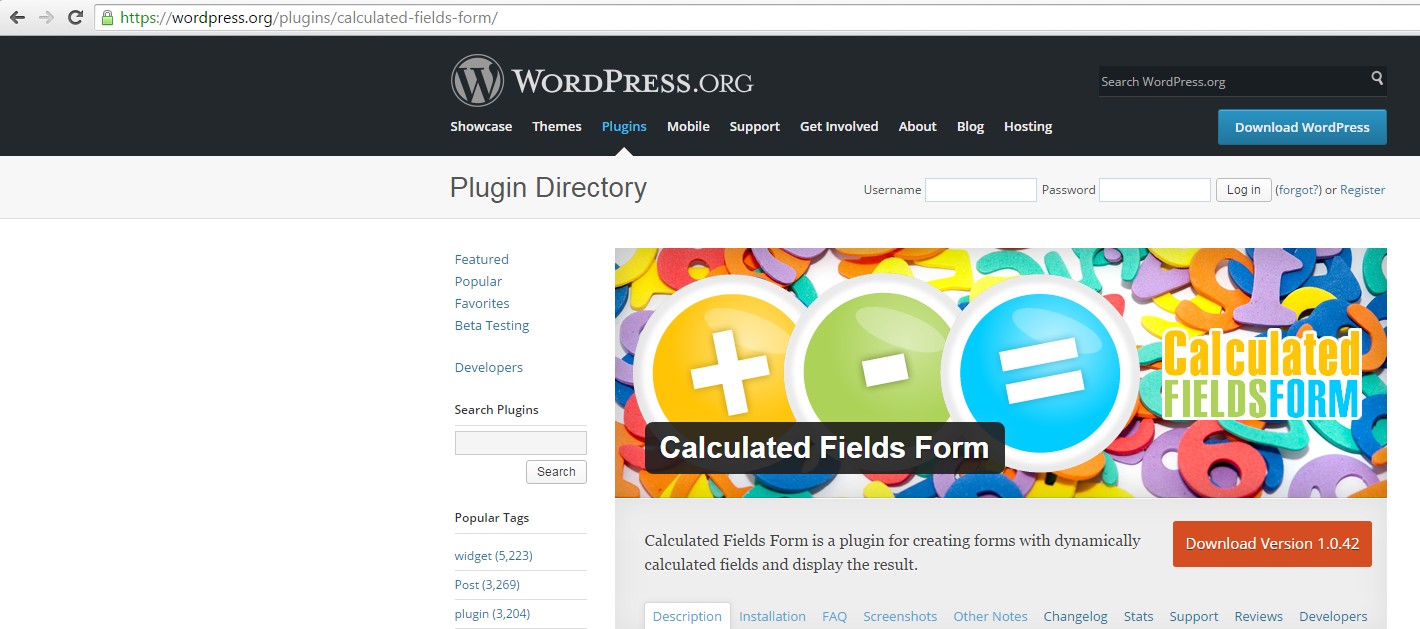 https://wordpress.org/plugins/calculated-fields-form/
WORDPRESS.ORG
Search WordPress.org
Showcase Themes Plugins Mobile Support Get Involved About Blog Hosting
Download WordPress
Plugin Directory
Username Password Log in (forgot?) or Register
Featured
Popular
Favorites
Beta Testing
Developers
Search Plugins
Search
Popular Tags
widget (5,223)
Post (3,269)
plugin (3,204)
+ - =
Calculated
FIELDSFORM
Calculated Fields Form
Calculated Fields Form is a plugin for creating forms with dynamically
calculated fields and display the result.
Download Version 1.0.42
Description Installation FAQ Screenshots Other Notes Changelog Stats Support Reviews Developers